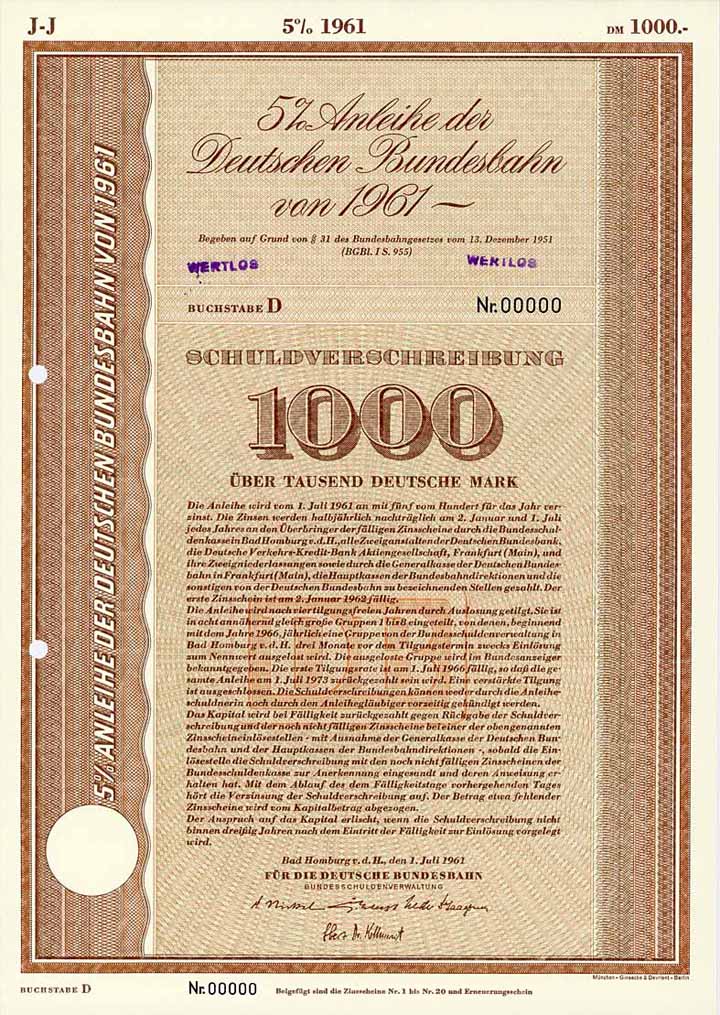 J-J 5% 1961 DM 1000.-
5% ANLEIHE DER DEUTSCHEN BUNDESBAHN VON 1961
5% Anleihe der
Deutschen Bundesbahn
von 1961 —
Begeben auf Grund von § 31 des Bundesbahngesetzes vom 13. Dezember 1951
(BGBl. I S. 955)
WERTLOS WERTLOS
BUCHSTABE D Nr. 00000
SCHULDVERSCHREIBUNG
1000
ÜBER TAUSEND DEUTSCHE MARK
Die Anleihe wird vom 1. Juli 1961 an mit fünf vom Hundert für das Jahr ver-
zinst. Die Zinsen werden halbjährlich nachträglich am 2. Januar und 1. Juli
jedes Jahres an den Überbringer der fälligen Zinsscheine durch die Bundesschul-
denkasse in Bad Homburg v. d. H., alle Zweiganstalten der Deutschen Bundesbank,
die Deutsche Verkehrs-Kredit-Bank Aktiengesellschaft, Frankfurt (Main), und
ihre Zweigniederlassungen sowie durch die Generalkasse der Deutschen Bundes-
bahn in Frankfurt (Main), die Hauptkassen der Bundesbahndirektionen und die
sonstigen von der Deutschen Bundesbahn zu bezeichnenden Stellen gezahlt. Der
erste Zinsschein ist am 2. Januar 1962 fällig.
Die Anleihe wird nach vier tilgungsfreien Jahren durch Auslosung getilgt. Sie ist
in acht annähernd gleich große Gruppen 1 bis 8 eingeteilt, von denen, beginnend
mit dem Jahre 1966, jährlich eine Gruppe von der Bundesschuldenverwaltung in
Bad Homburg v. d. H. drei Monate vor dem Tilgungstermin zwecks Einlösung
zum Nennwert ausgelost wird. Die ausgeloste Gruppe wird im Bundesanzeiger
bekanntgegeben. Die erste Tilgungsrate ist am 1. Juli 1966 fällig, so daß die ge-
samte Anleihe am 1. Juli 1973 zurückgezahlt sein wird. Eine verstärkte Tilgung
ist ausgeschlossen. Die Schuldverschreibungen können weder durch die Anleihe-
schuldnerin noch durch den Anleihegläubiger vorzeitig gekündigt werden.
Das Kapital wird bei Fälligkeit zurückgezahlt gegen Rückgabe der Schuldver-
schreibung und der noch nicht fälligen Zinsscheine bei einer der obengenannten
Zinsscheineinlösestellen - mit Ausnahme der Generalkasse der Deutschen Bun-
desbahn und der Hauptkassen der Bundesbahndirektionen -, sobald die Ein-
lösestelle die Schuldverschreibung mit den noch nicht fälligen Zinsscheinen der
Bundesschuldenkasse zur Anerkennung eingesandt und deren Anweisung er-
halten hat. Mit dem Ablauf des dem Fälligkeitstage vorhergehenden Tages
hört die Verzinsung der Schuldverschreibung auf. Der Betrag etwa fehlender
Zinsscheine wird vom Kapitalbetrag abgezogen.
Der Anspruch auf das Kapital erlischt, wenn die Schuldverschreibung nicht
binnen dreißig Jahren nach dem Eintritt der Fälligkeit zur Einlösung vorgelegt
wird.
Bad Homburg v. d. H., den 1. Juli 1961
FÜR DIE DEUTSCHE BUNDESBAHN
BUNDESSCHULDENVERWALTUNG
München - Giesecke & Devrient - Berlin
BUCHSTABE D Nr. 00000 Beigefügt sind die Zinsscheine Nr. 1 bis Nr. 20 und Erneuerungsschein